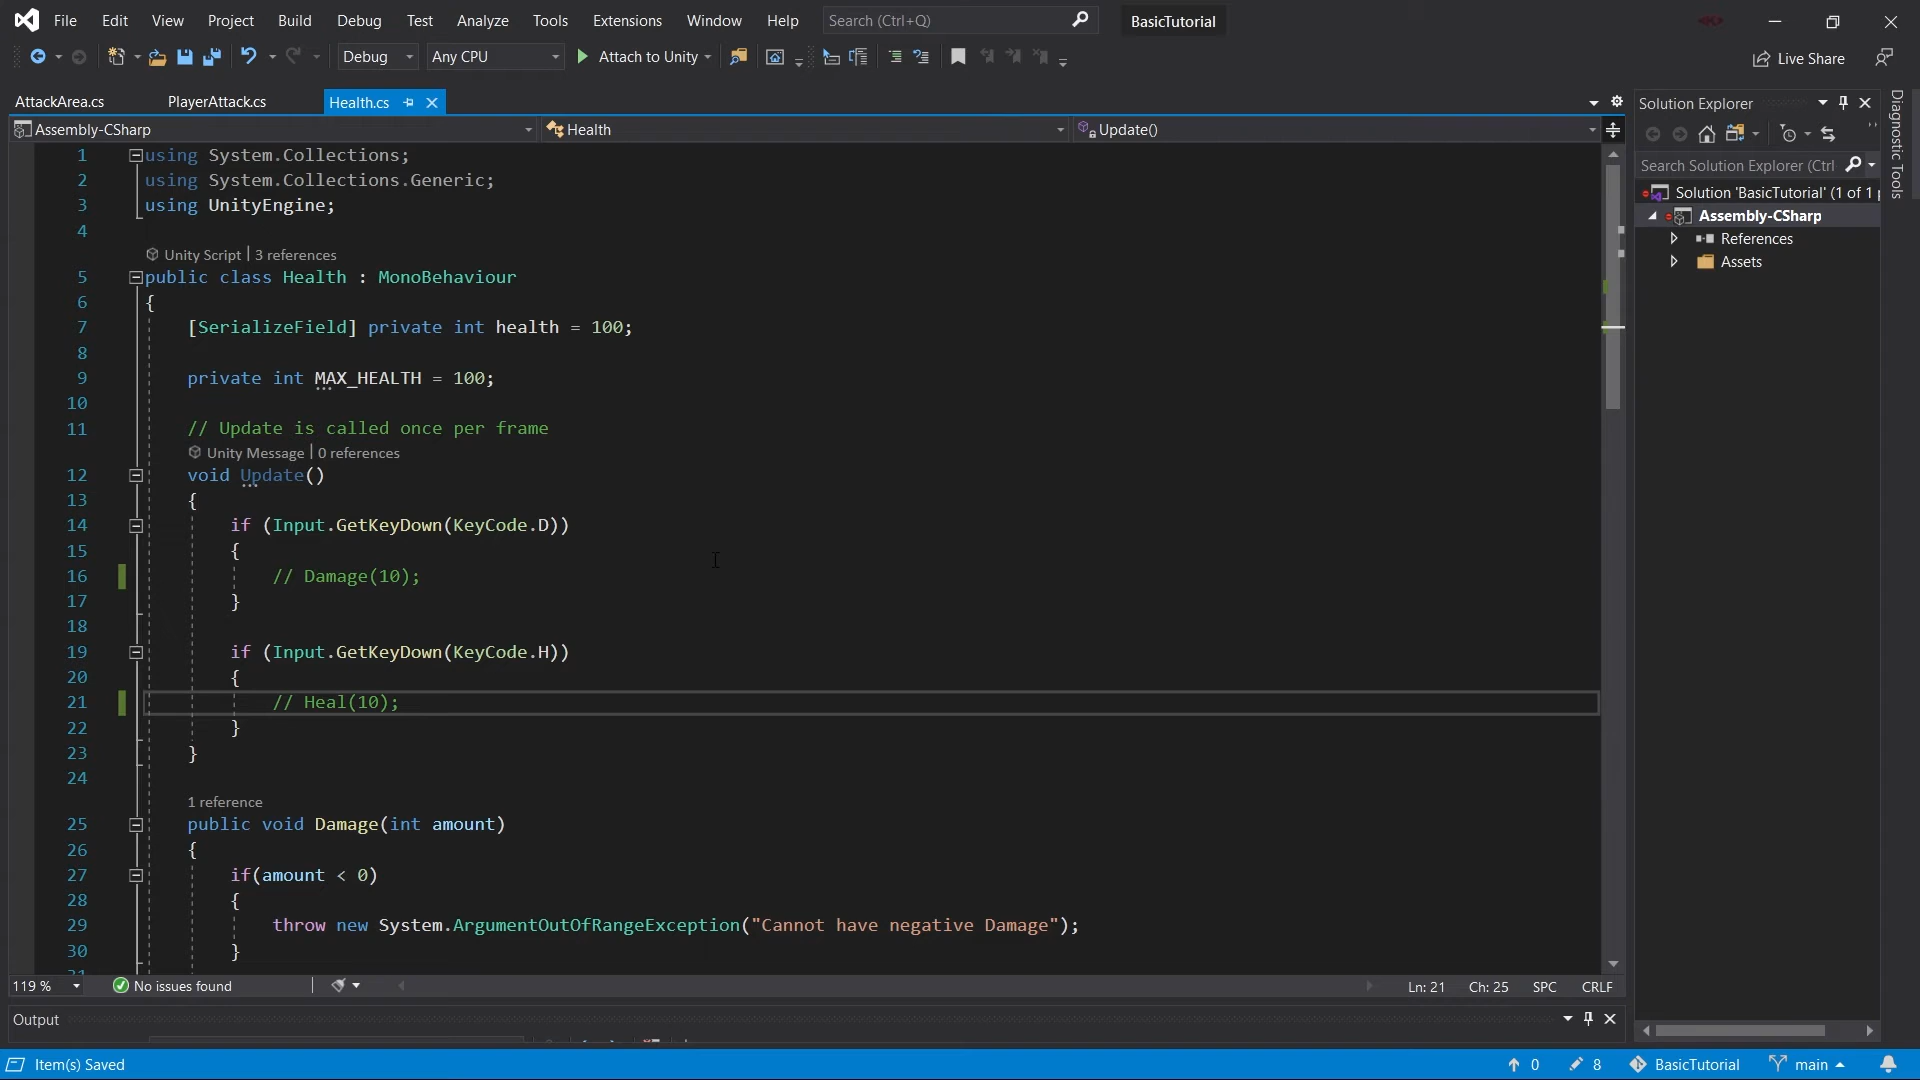 File Edit View Project Build Debug Test Analyze Tools Extensions Window Help Search (Ctrl+Q) BasicTutorial
Debug Any CPU Attach to Unity Live Share
AttackArea.cs PlayerAttack.cs Health.cs
Assembly-CSharp Health Update()
1 using System.Collections;
2 using System.Collections.Generic;
3 using UnityEngine;
4
Unity Script | 3 references
5 public class Health : MonoBehaviour
6 {
7 [SerializeField] private int health = 100;
8
9 private int MAX_HEALTH = 100;
10
11 // Update is called once per frame
Unity Message | 0 references
12 void Update()
13 {
14 if (Input.GetKeyDown(KeyCode.D))
15 {
16 // Damage(10);
17 }
18
19 if (Input.GetKeyDown(KeyCode.H))
20 {
21 // Heal(10);
22 }
23 }
24
1 reference
25 public void Damage(int amount)
26 {
27 if(amount < 0)
28 {
29 throw new System.ArgumentOutOfRangeException("Cannot have negative Damage");
30 }
119 % No issues found Ln: 21 Ch: 25 SPC CRLF
Output
Solution Explorer
Search Solution Explorer (Ctrl
Solution 'BasicTutorial' (1 of 1
Assembly-CSharp
References
Assets
Diagnostic Tools
Item(s) Saved 0 8 BasicTutorial main